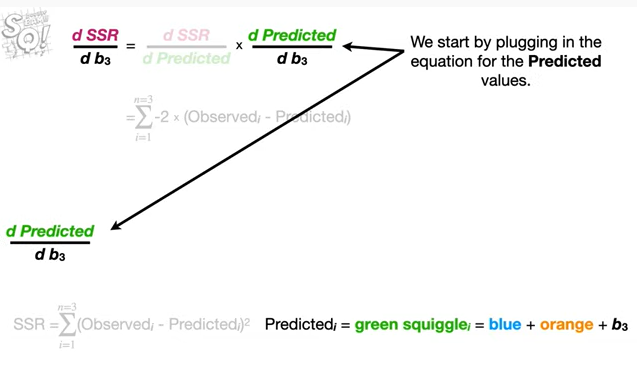 SQ!
d SSR / d b₃ = d SSR / d Predicted × d Predicted / d b₃
We start by plugging in the
equation for the Predicted
values.
n=3
=∑-2 × (Observedᵢ - Predictedᵢ)
i=1
d Predicted
d b₃
n=3
SSR =∑(Observedᵢ - Predictedᵢ)² Predictedᵢ = green squiggleᵢ = blue + orange + b₃
i=1